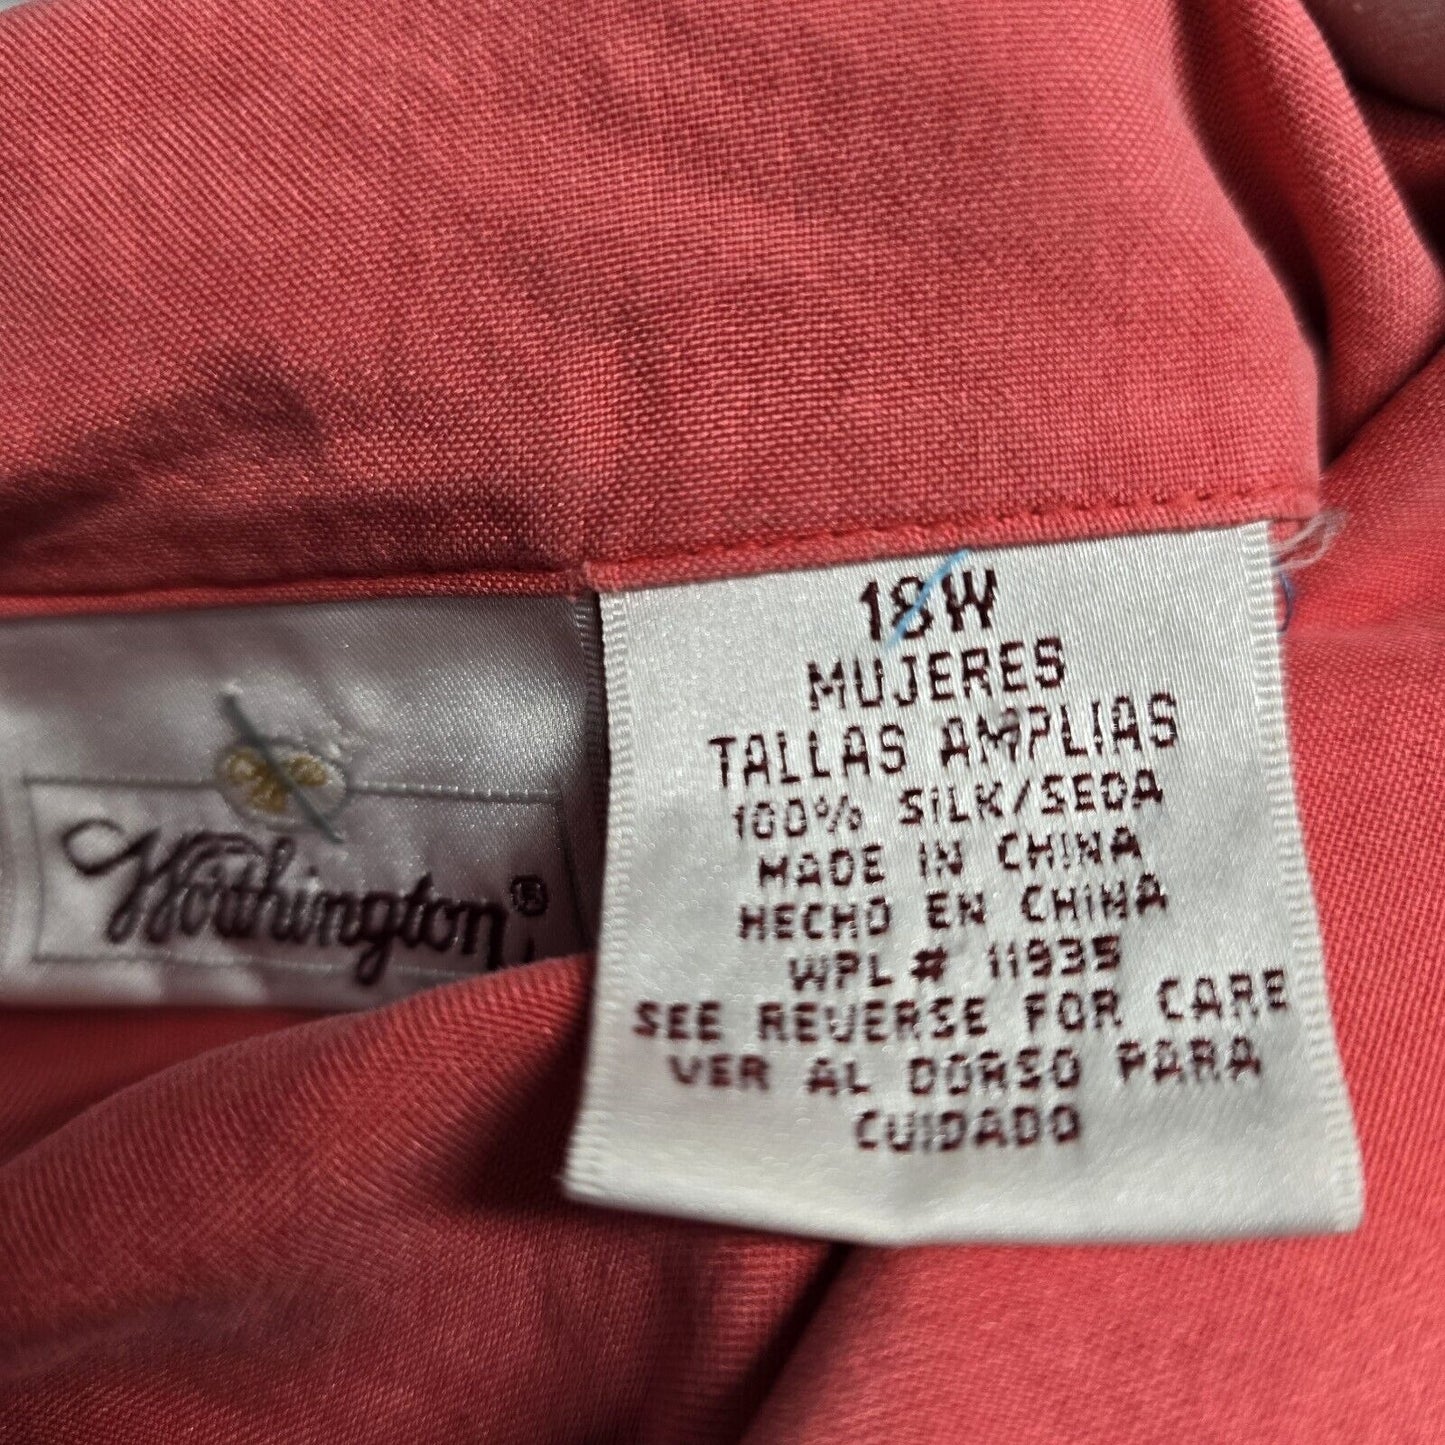 Worthington®
18W
MUJERES
TALLAS AMPLIAS
100% SILK/SEDA
MADE IN CHINA
HECHO EN CHINA
WPL# 11935
SEE REVERSE FOR CARE
VER AL DORSO PARA
CUIDADO